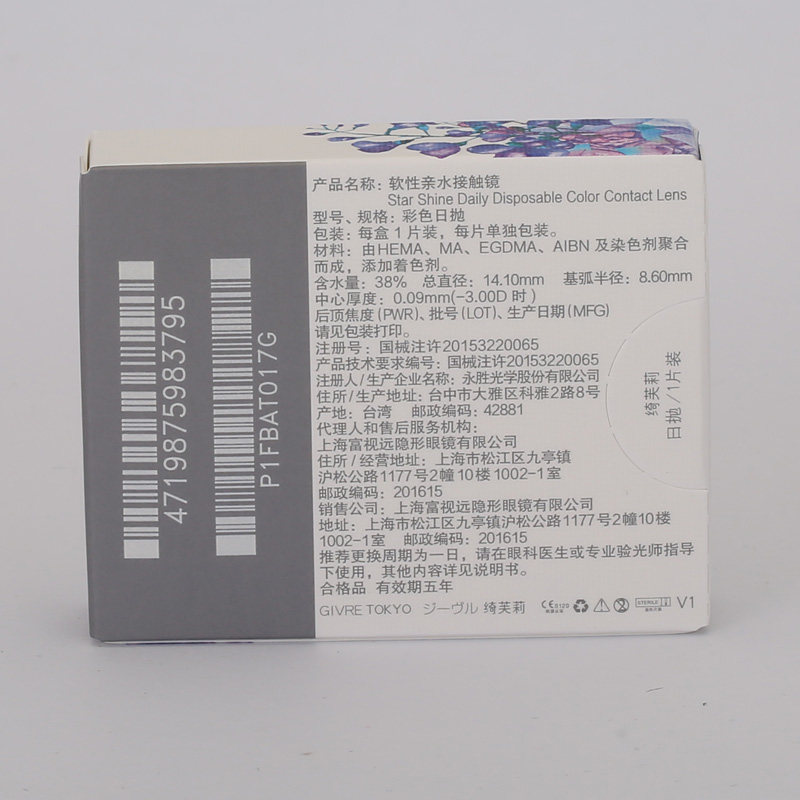 产品名称：软性亲水接触镜
Star Shine Daily Disposable Color Contact Lens
型号、规格：彩色日抛
包装：每盒1片装，每片单独包装。
材料：由HEMA、MA、EGDMA、AIBN及染色剂聚合
而成，添加着色剂。
含水量：38% 总直径：14.10mm 基弧半径：8.60mm
中心厚度：0.09mm(-3.00D时)
后顶焦度(PWR)、批号(LOT)、生产日期(MFG)
请见包装打印。
注册号：国械注许20153220065
产品技术要求编号：国械注许20153220065
注册人/生产企业名称：永胜光学股份有限公司
住所/生产地址：台中市大雅区科雅2路8号
产地：台湾 邮政编码：42881
代理人和售后服务机构：
上海富视远隐形眼镜有限公司
住所/经营地址：上海市松江区九亭镇
沪松公路1177号2幢10楼1002-1室
邮政编码：201615
销售公司：上海富视远隐形眼镜有限公司
地址：上海市松江区九亭镇沪松公路1177号2幢10楼
1002-1室 邮政编码：201615
推荐更换周期为一日，请在眼科医生或专业验光师指导
下使用，其他内容详见说明书。
合格品 有效期五年
GIVRE TOKYO ジーヴル 绮芙莉 CE 0120 STERILE V1
绮芙莉
日抛/1片装
4719875983795
P1FBAT017G